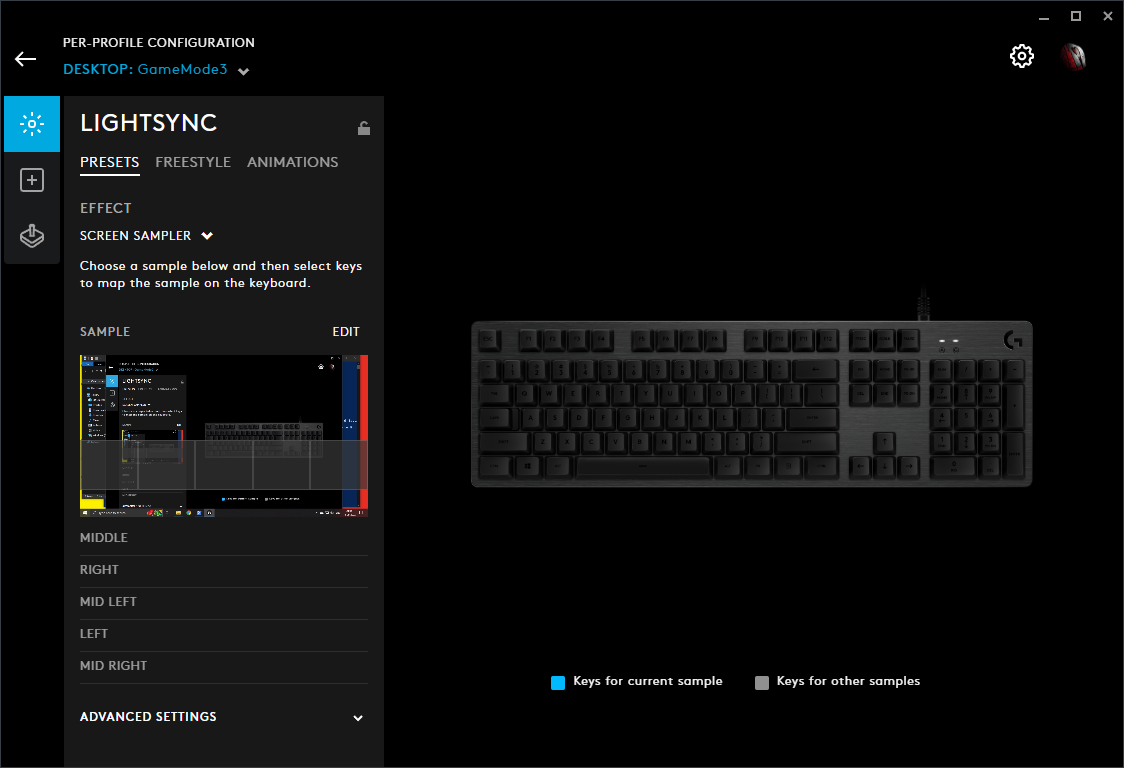 PER-PROFILE CONFIGURATION
DESKTOP: GameMode3
LIGHTSYNC
PRESETS FREESTYLE ANIMATIONS
EFFECT
SCREEN SAMPLER
Choose a sample below and then select keys
to map the sample on the keyboard.
SAMPLE EDIT
LIGHTSYNC
MIDDLE
RIGHT
MID LEFT
LEFT
MID RIGHT
ADVANCED SETTINGS
Keys for current sample Keys for other samples